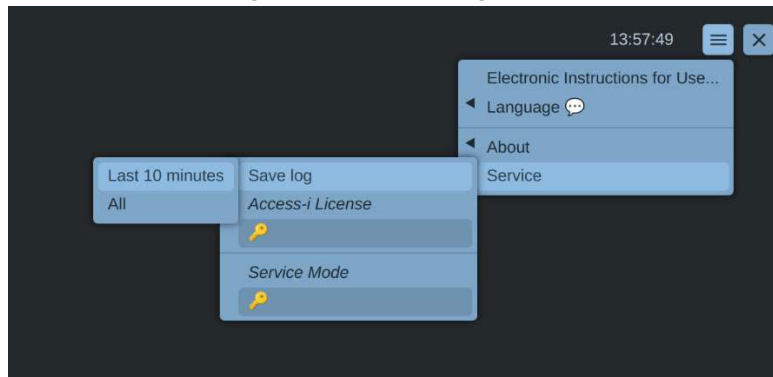 13:57:49
Electronic Instructions for Use...
Language
About
Service
Save log
Access-i License
Service Mode
Last 10 minutes
All